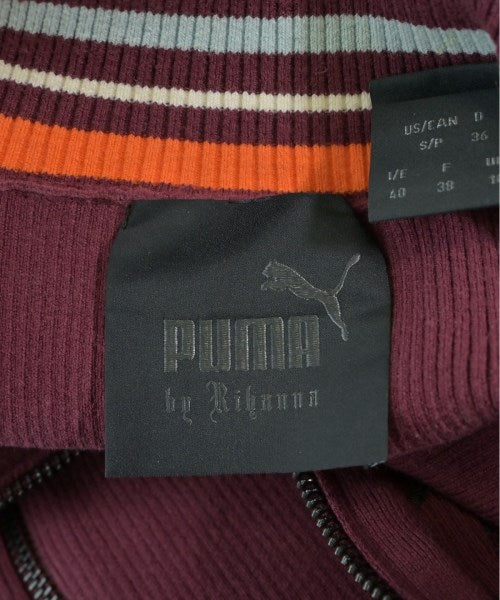 US/CAN D
S/P 36
I/E F
40 38
PUMA
by Rihanna